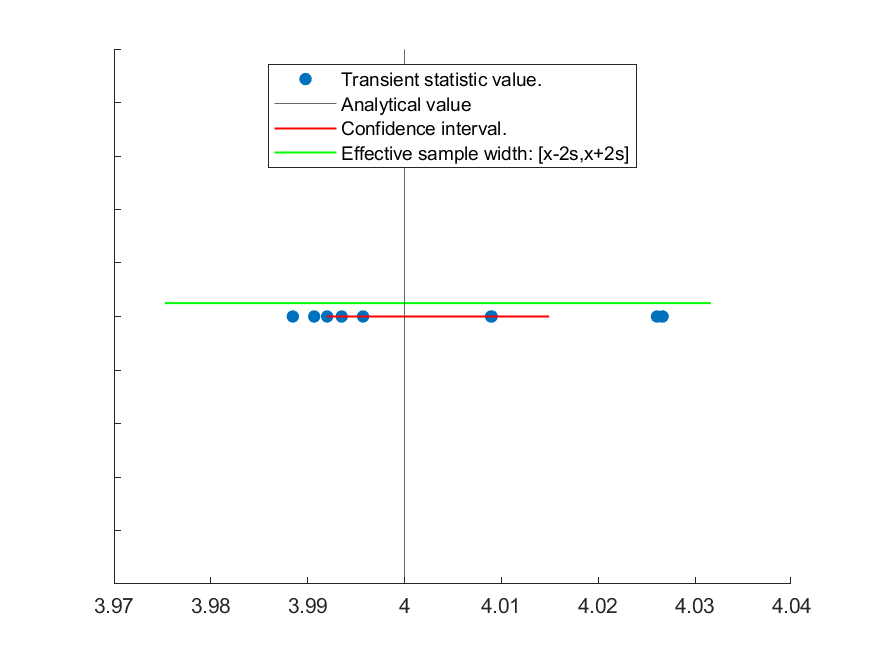 Transient statistic value.
Analytical value
Confidence interval.
Effective sample width: [x-2s,x+2s]
3.97 3.98 3.99 4 4.01 4.02 4.03 4.04